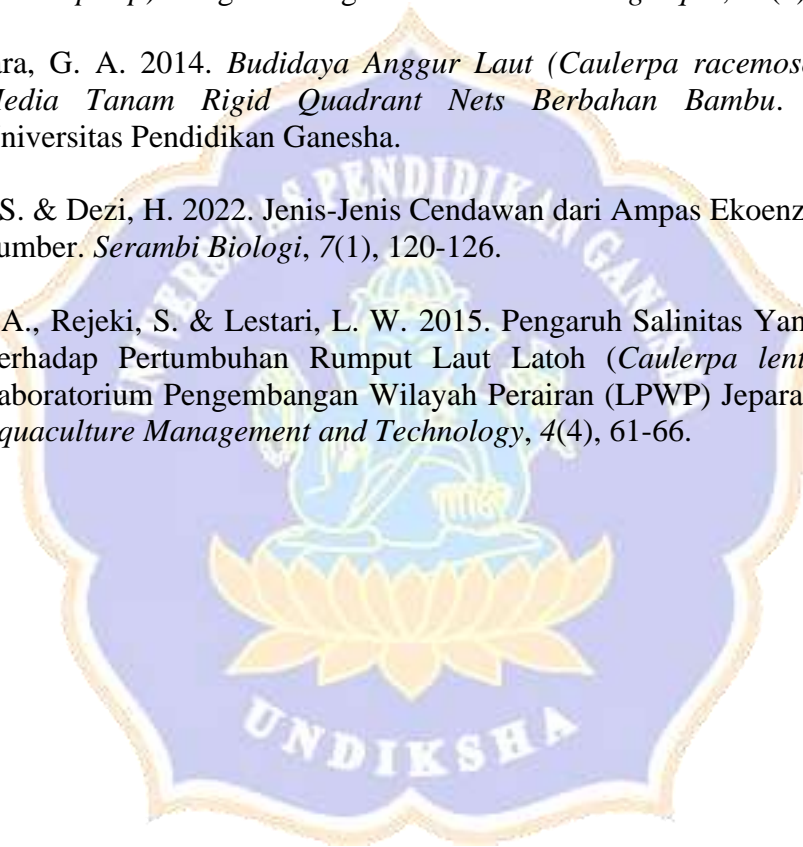 ara, G. A. 2014. Budidaya Anggur Laut (Caulerpa racemosa
Media Tanam Rigid Quadrant Nets Berbahan Bambu.
niversitas Pendidikan Ganesha.
S. & Dezi, H. 2022. Jenis-Jenis Cendawan dari Ampas Ekoenz
umber. Serambi Biologi, 7(1), 120-126.
A., Rejeki, S. & Lestari, L. W. 2015. Pengaruh Salinitas Yan
erhadap Pertumbuhan Rumput Laut Latoh (Caulerpa lent
aboratorium Pengembangan Wilayah Perairan (LPWP) Jepara
quaculture Management and Technology, 4(4), 61-66.
UNIVERSITAS PENDIDIKAN GANESHA
UNDIKSHA